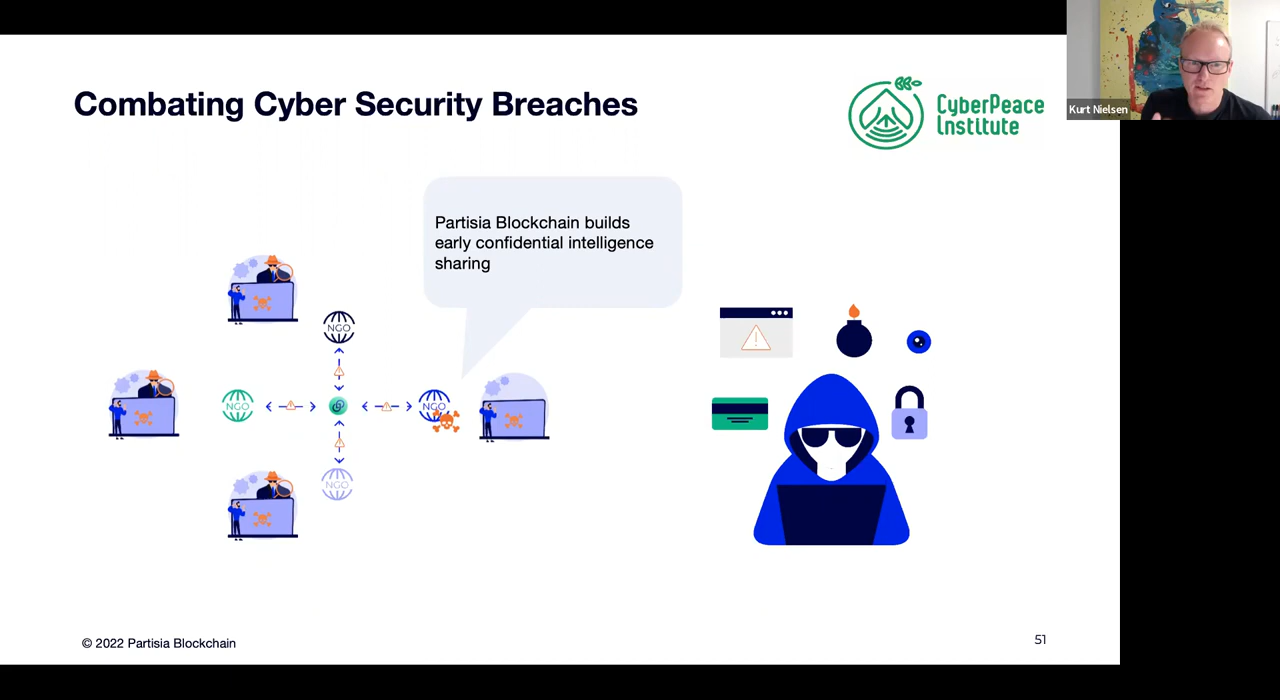 Combating Cyber Security Breaches
CyberPeace
Institute
Kurt Nielsen
Partisia Blockchain builds
early confidential intelligence
sharing
NGO
NGO
NGO
NGO
© 2022 Partisia Blockchain
51